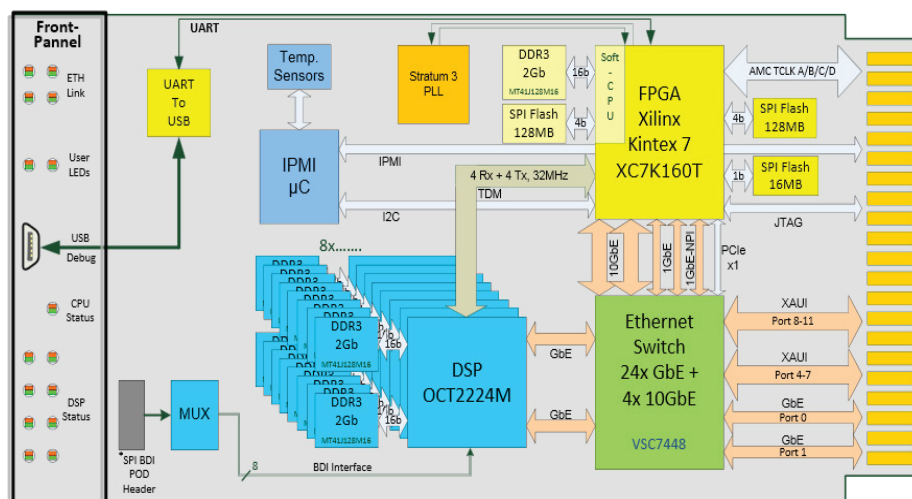 Front-
Pannel
ETH
Link
User
LEDs
USB
Debug
CPU
Status
DSP
Status
UART
UART
To
USB
Temp.
Sensors
IPMI
µC
Stratum 3
PLL
DDR3
2Gb
MT41J128M16
16b
SPI Flash
128MB
4b
Soft
-
C
P
U
FPGA
Xilinx
Kintex 7
XC7K160T
AMC TCLK A/B/C/D
4b
SPI Flash
128MB
1b
SPI Flash
16MB
IPMI
4 Rx + 4 Tx, 32MHz
TDM
I2C
JTAG
10GbE
1GbE
1GbE-NPI
PCIe
x1
8x.......
DDR3
DDR3
2Gb
MT41J128M16
16b
DDR3
2Gb
MT41J128M16
16b
DSP
OCT2224M
GbE
GbE
Ethernet
Switch
24x GbE +
4x 10GbE
VSC7448
XAUI
Port 8-11
XAUI
Port 4-7
GbE
Port 0
GbE
Port 1
MUX
SPI BDI
POD
Header
8
BDI Interface